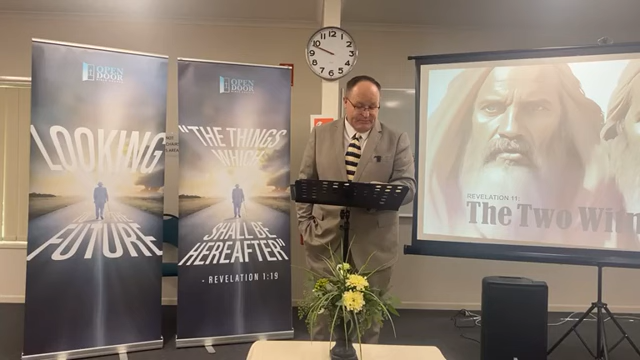 OPEN
DOOR
LOOKING
FUTURE
OPEN
DOOR
"THE THINGS
WHICH
SHALL BE
HEREAFTER"
- REVELATION 1:19
REVELATION 11:
The Two Wi